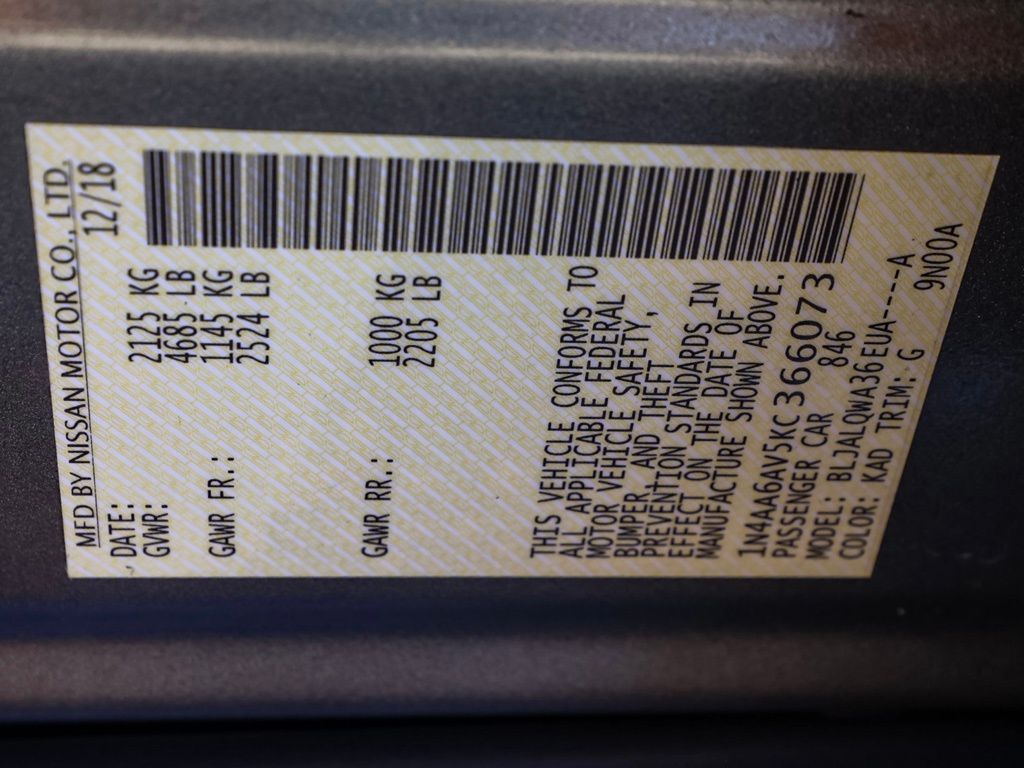 MFD BY NISSAN MOTOR CO., LTD.
DATE: 12/18
GVWR: 2125 KG
4685 LB
GAWR FR.: 1145 KG
2524 LB
GAWR RR.: 1000 KG
2205 LB
THIS VEHICLE CONFORMS TO
ALL APPLICABLE FEDERAL
MOTOR VEHICLE SAFETY,
BUMPER, AND THEFT
PREVENTION STANDARDS IN
EFFECT ON THE DATE OF
MANUFACTURE SHOWN ABOVE.
1N4AA6AV5KC366073
PASSENGER CAR 846
MODEL: BLJALQWA36EUA-----A
COLOR: KAD TRIM: G 9N00A